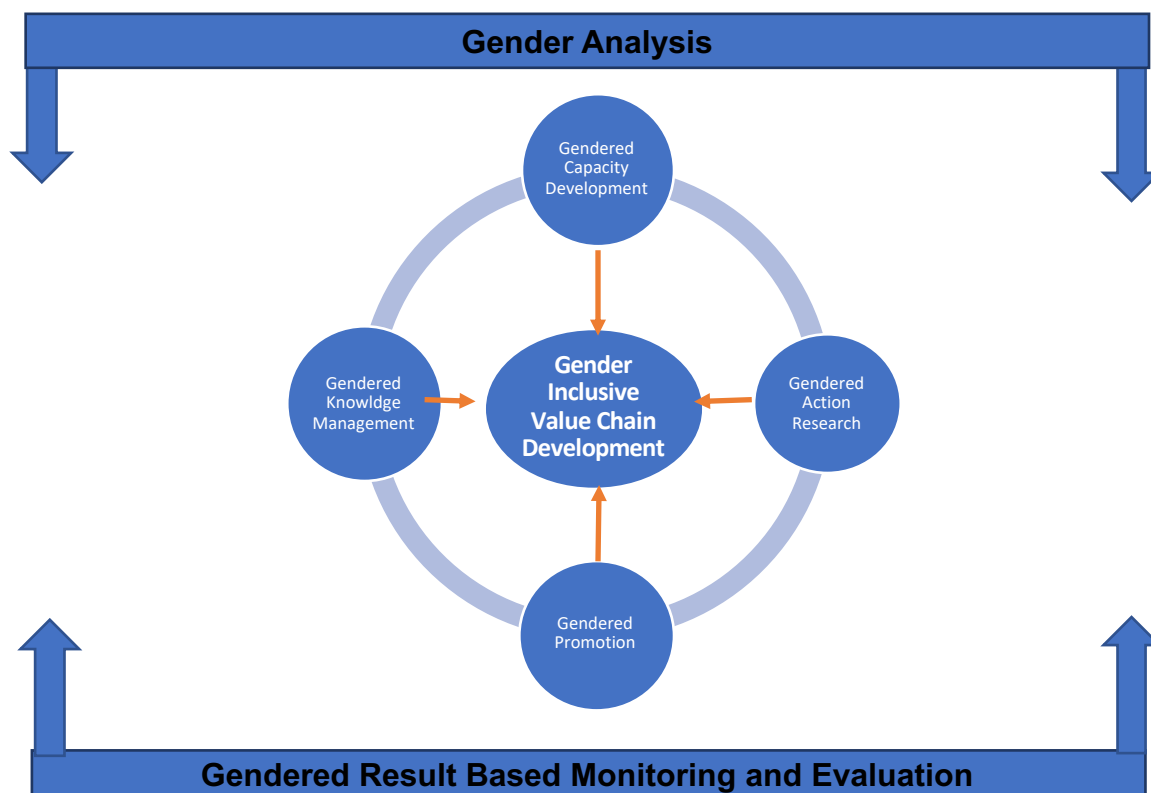 Gender Analysis
Gendered
Capacity
Development
Gendered
Knowldge
Management
Gender
Inclusive
Value Chain
Development
Gendered
Action
Research
Gendered
Promotion
Gendered Result Based Monitoring and Evaluation